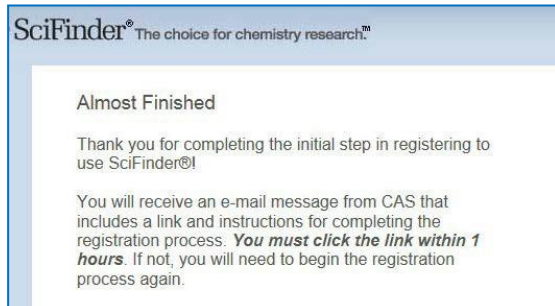 SciFinder® The choice for chemistry research.™
Almost Finished
Thank you for completing the initial step in registering to
use SciFinder®!
You will receive an e-mail message from CAS that
includes a link and instructions for completing the
registration process. You must click the link within 1
hours. If not, you will need to begin the registration
process again.